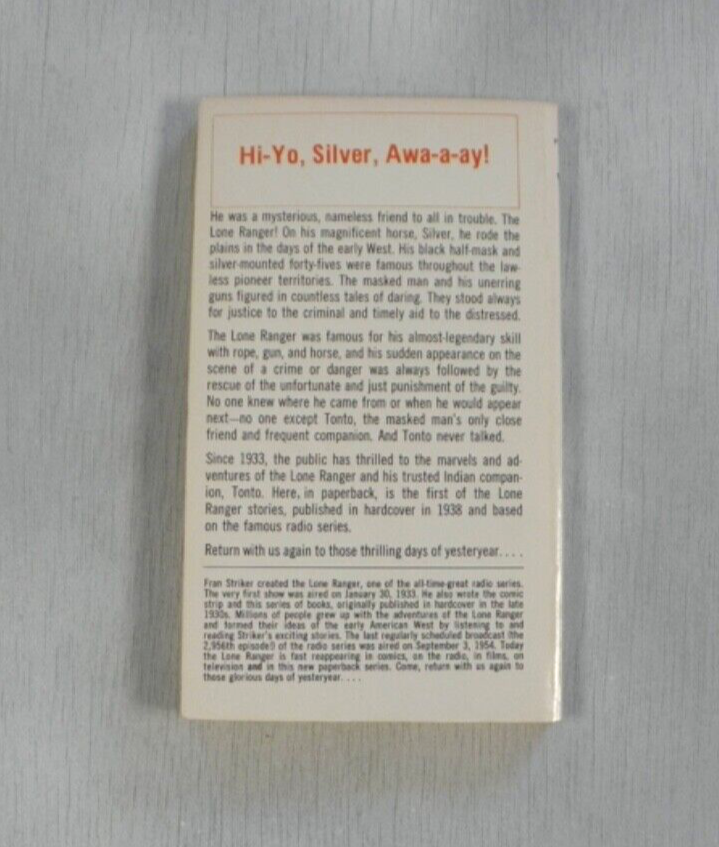 Hi-Yo, Silver, Awa-a-ay!
He was a mysterious, nameless friend to all in trouble. The
Lone Ranger! On his magnificent horse, Silver, he rode the
plains in the days of the early West. His black half-mask and
silver-mounted forty-fives were famous throughout the law-
less pioneer territories. The masked man and his unerring
guns figured in countless tales of daring. They stood always
for justice to the criminal and timely aid to the distressed.
The Lone Ranger was famous for his almost-legendary skill
with rope, gun, and horse, and his sudden appearance on the
scene of a crime or danger was always followed by the
rescue of the unfortunate and just punishment of the guilty.
No one knew where he came from or when he would appear
next—no one except Tonto, the masked man's only close
friend and frequent companion. And Tonto never talked.
Since 1933, the public has thrilled to the marvels and ad-
ventures of the Lone Ranger and his trusted Indian compan-
ion, Tonto. Here, in paperback, is the first of the Lone
Ranger stories, published in hardcover in 1938 and based
on the famous radio series.
Return with us again to those thrilling days of yesteryear....
Fran Striker created the Lone Ranger, one of the all-time-great radio series.
The very first show was aired on January 30, 1933. He also wrote the comic
strip and this series of books, originally published in hardcover in the late
1930s. Millions of people grew up with the adventures of the Lone Ranger
and formed their ideas of the early American West by listening to and
reading Striker's exciting stories. The last regularly scheduled broadcast (the
2,956th episode!) of the radio series was aired on September 3, 1954. Today
the Lone Ranger is fast reappearing in comics, on the radio, in films, on
television and in this new paperback series. Come, return with us again to
those glorious days of yesteryear....